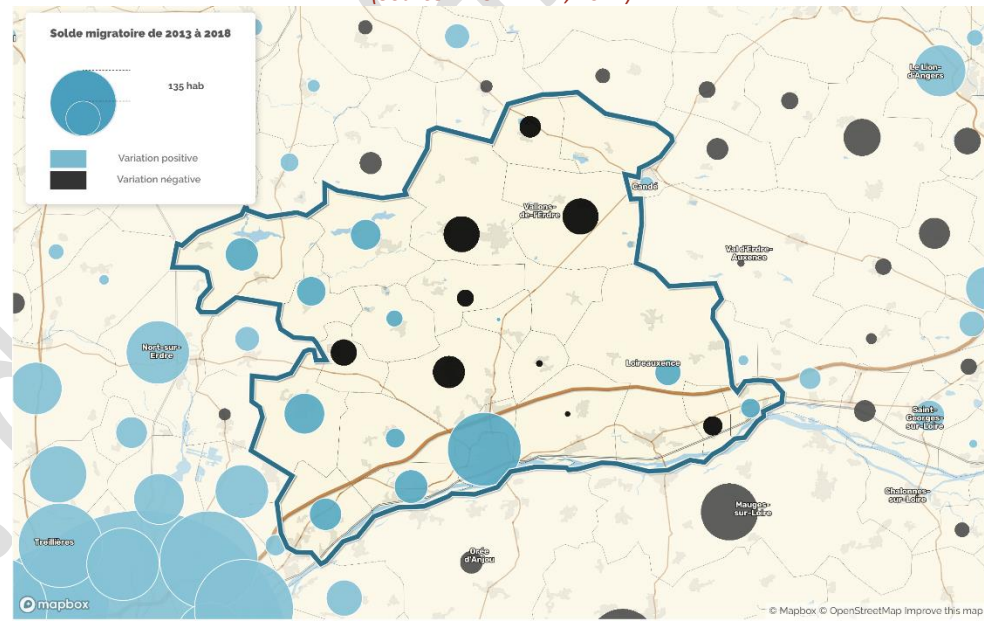 Solde migratoire de 2013 à 2018
135 hab
Variation positive
Variation négative
Le Lion-
d'Angers
Candé
Vallons-
de-l'Erdre
Val d'Erdre-
Auxence
Nort-sur-
Erdre
Loireauxence
Saint-
Georges-
sur-Loire
Chalonnes-
sur-Loire
Mauges-
sur-Loire
Orée
d'Anjou
Treillières
mapbox
© Mapbox © OpenStreetMap Improve this map